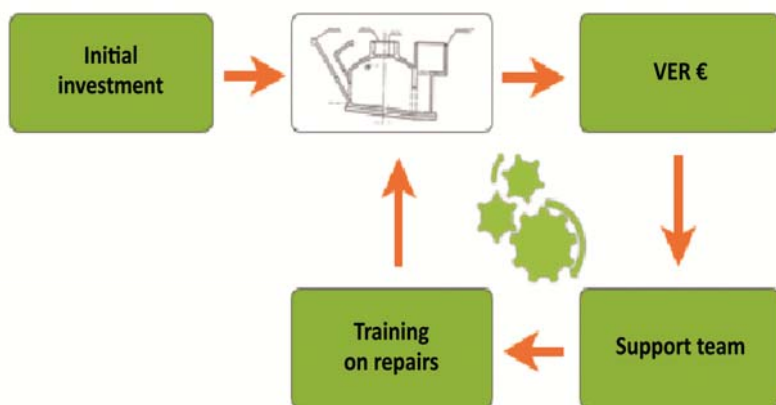 Initial
investment
VER €
Training
on repairs
Support team